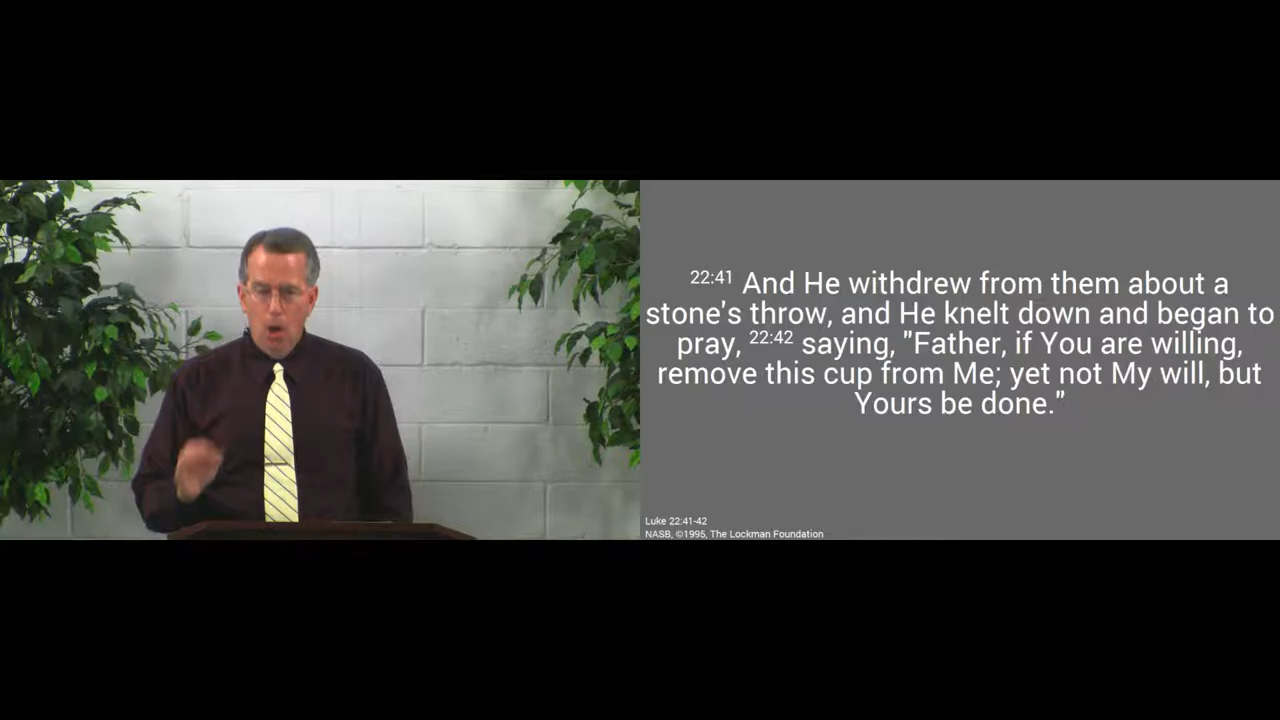 22:41 And He withdrew from them about a
stone's throw, and He knelt down and began to
pray, 22:42 saying, "Father, if You are willing,
remove this cup from Me; yet not My will, but
Yours be done."
Luke 22:41-42
NASB, ©1995, The Lockman Foundation